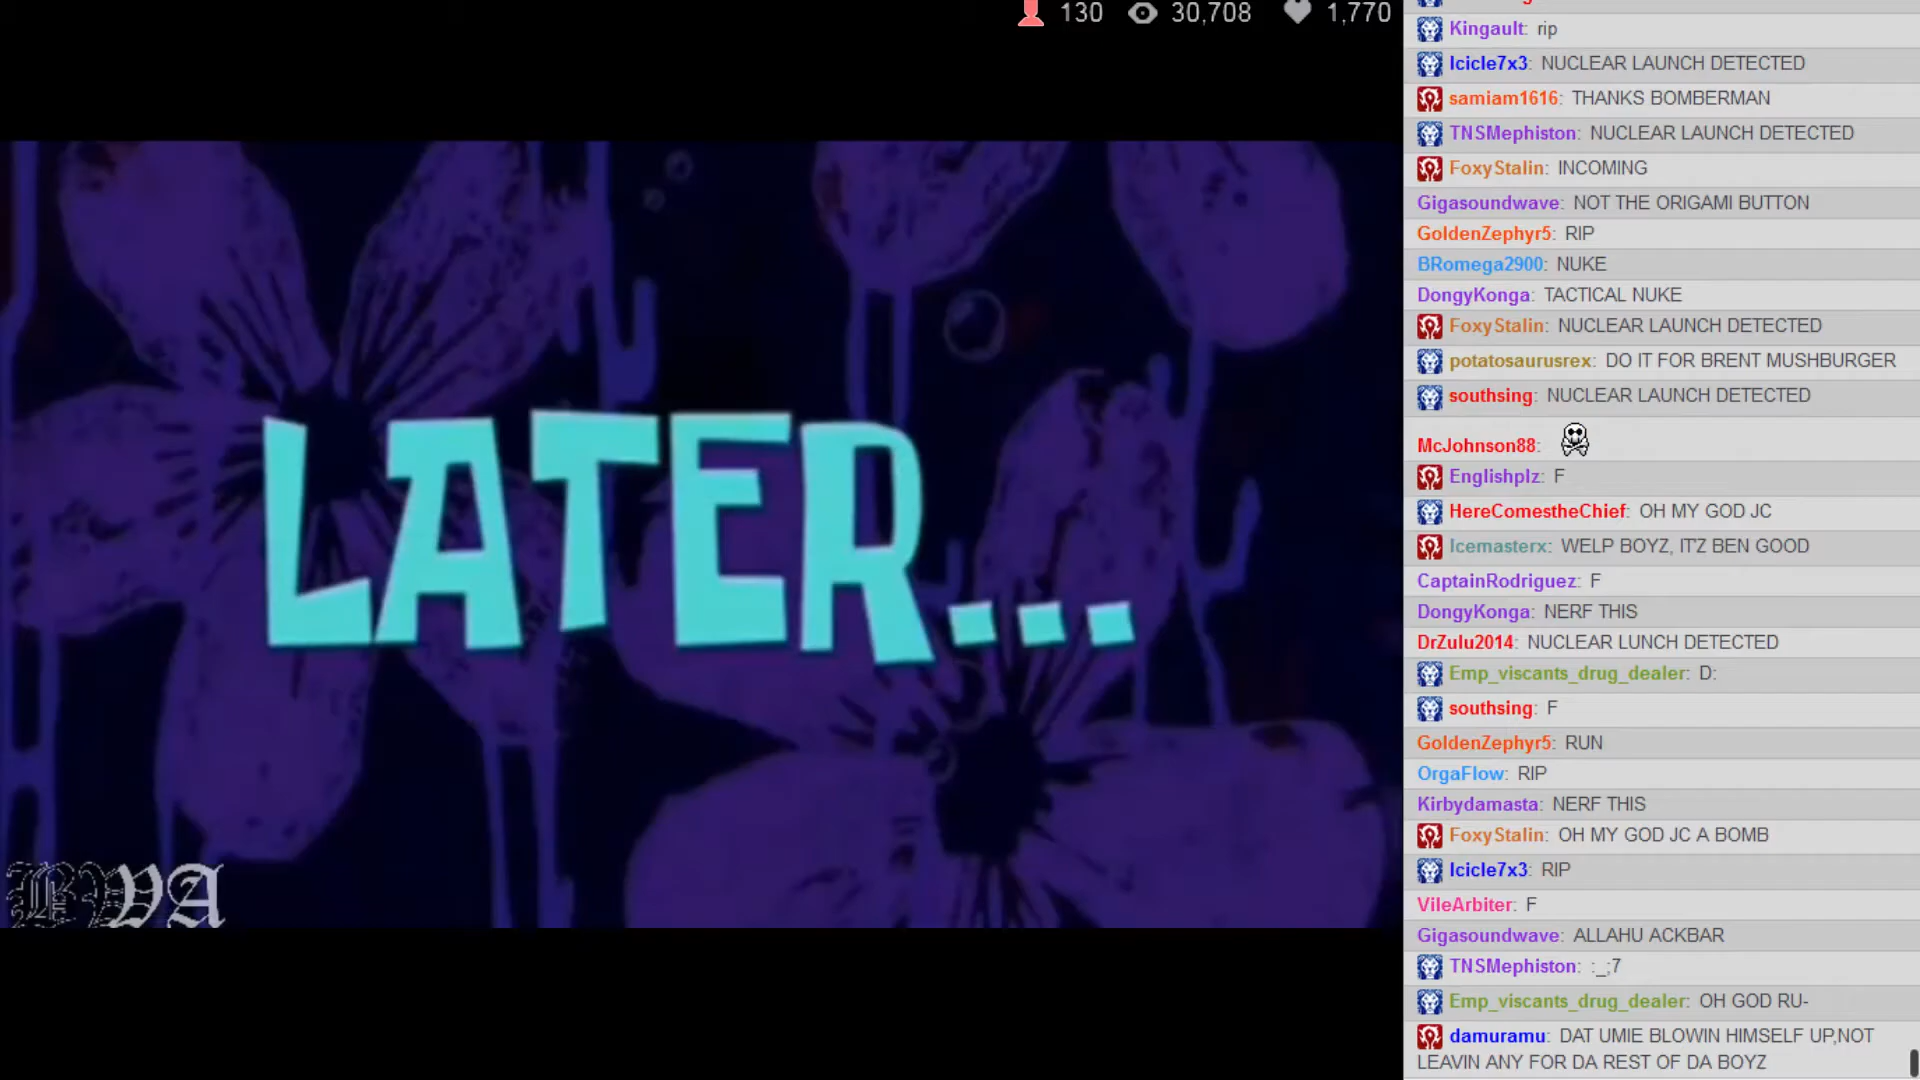 130 30,708 1,770
LATER...
Kingault: rip
Icicle7x3: NUCLEAR LAUNCH DETECTED
samiam1616: THANKS BOMBERMAN
TNSMephiston: NUCLEAR LAUNCH DETECTED
FoxyStalin: INCOMING
Gigasoundwave: NOT THE ORIGAMI BUTTON
GoldenZephyr5: RIP
BRomega2900: NUKE
DongyKonga: TACTICAL NUKE
FoxyStalin: NUCLEAR LAUNCH DETECTED
potatosaurusrex: DO IT FOR BRENT MUSHBURGER
southsing: NUCLEAR LAUNCH DETECTED
McJohnson88:
Englishplz: F
HereComestheChief: OH MY GOD JC
Icemasterx: WELP BOYZ, IT'Z BEN GOOD
CaptainRodriguez: F
DongyKonga: NERF THIS
DrZulu2014: NUCLEAR LUNCH DETECTED
Emp_viscants_drug_dealer: D:
southsing: F
GoldenZephyr5: RUN
OrgaFlow: RIP
Kirbydamasta: NERF THIS
FoxyStalin: OH MY GOD JC A BOMB
Icicle7x3: RIP
VileArbiter: F
Gigasoundwave: ALLAHU ACKBAR
TNSMephiston: :_;7
Emp_viscants_drug_dealer: OH GOD RU-
damuramu: DAT UMIE BLOWIN HIMSELF UP,NOT
LEAVIN ANY FOR DA REST OF DA BOYZ